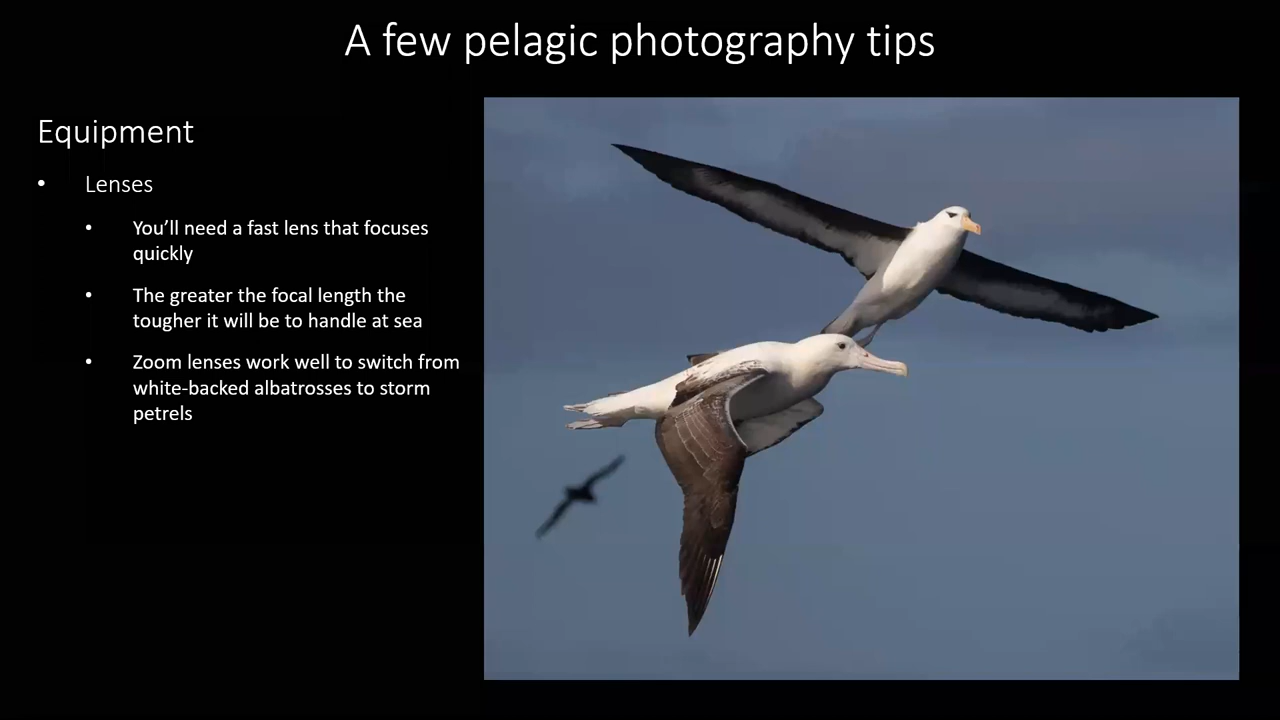 A few pelagic photography tips
Equipment
• Lenses
• You’ll need a fast lens that focuses
quickly
• The greater the focal length the
tougher it will be to handle at sea
• Zoom lenses work well to switch from
white-backed albatrosses to storm
petrels